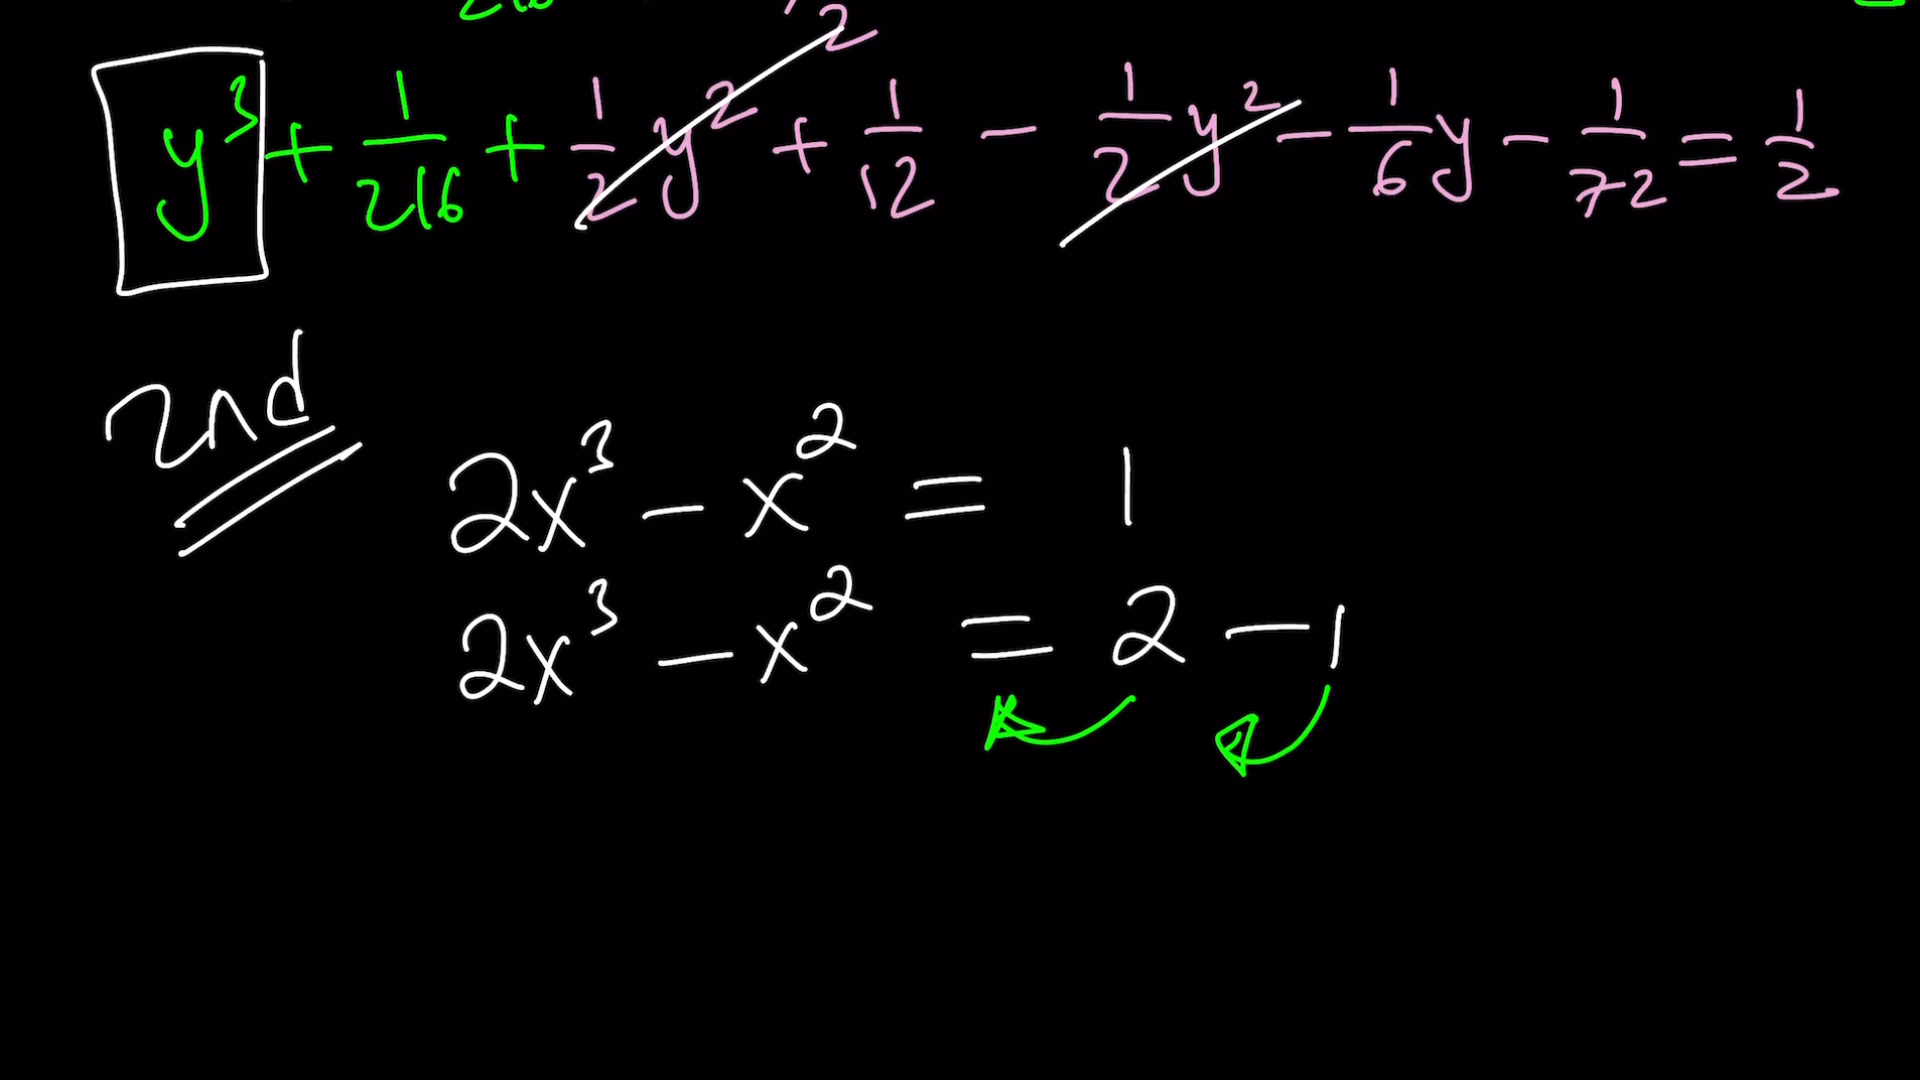 y³ + 1/216 + 1/2 y² + 1/12 - 1/2 y² - 1/6 y - 1/72 = 1/2
2nd
2x³ - x² = 1
2x³ - x² = 2 - 1